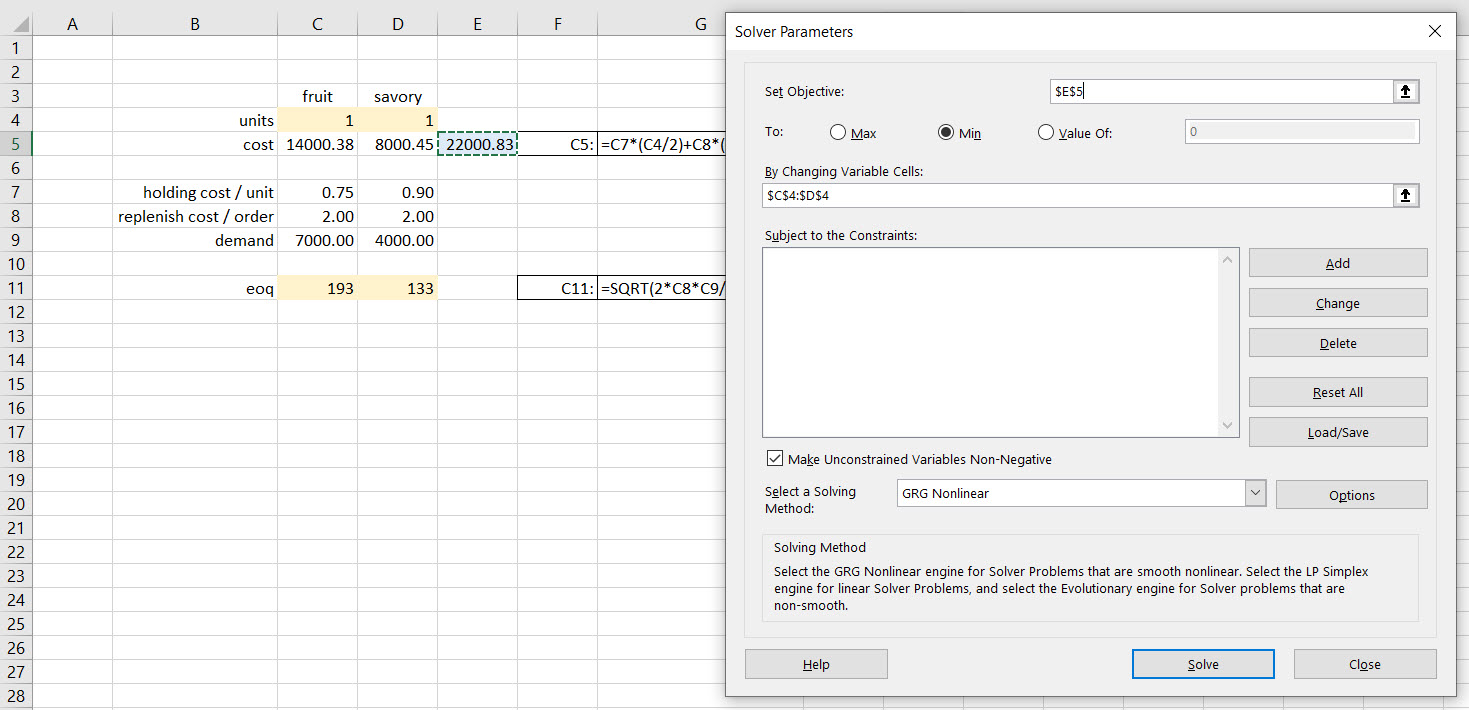 A B C D E F G
Solver Parameters
1
2
3 fruit savory
4 units 1 1
5 cost 14000.38 8000.45 22000.83 C5: =C7*(C4/2)+C8*(
6
7 holding cost / unit 0.75 0.90
8 replenish cost / order 2.00 2.00
9 demand 7000.00 4000.00
10
11 eoq 193 133 C11: =SQRT(2*C8*C9/
12
13
14
15
16
17
18
19
20
21
22
23
24
25
26
27
28
Set Objective: $E$5
To: Max Min Value Of: 0
By Changing Variable Cells:
$C$4:$D$4
Subject to the Constraints:
Add
Change
Delete
Reset All
Load/Save
Make Unconstrained Variables Non-Negative
Select a Solving
Method:
GRG Nonlinear
Options
Solving Method
Select the GRG Nonlinear engine for Solver Problems that are smooth nonlinear. Select the LP Simplex
engine for linear Solver Problems, and select the Evolutionary engine for Solver problems that are
non-smooth.
Help Solve Close